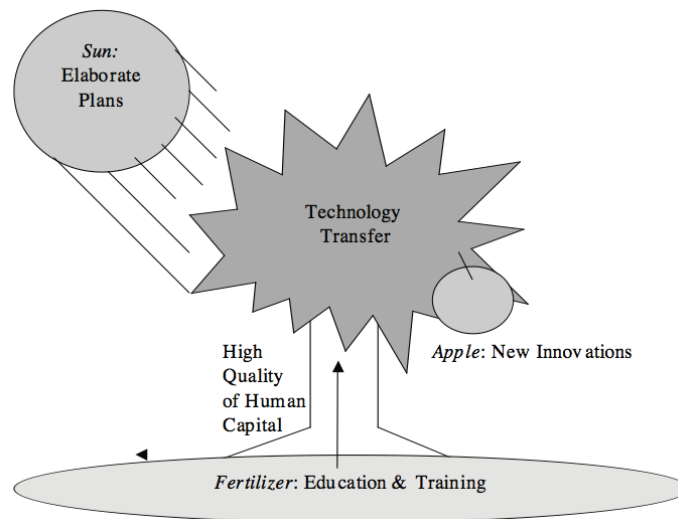 Sun:
Elaborate
Plans
Technology
Transfer
High
Quality
of Human
Capital
Apple: New Innovations
Fertilizer: Education & Training